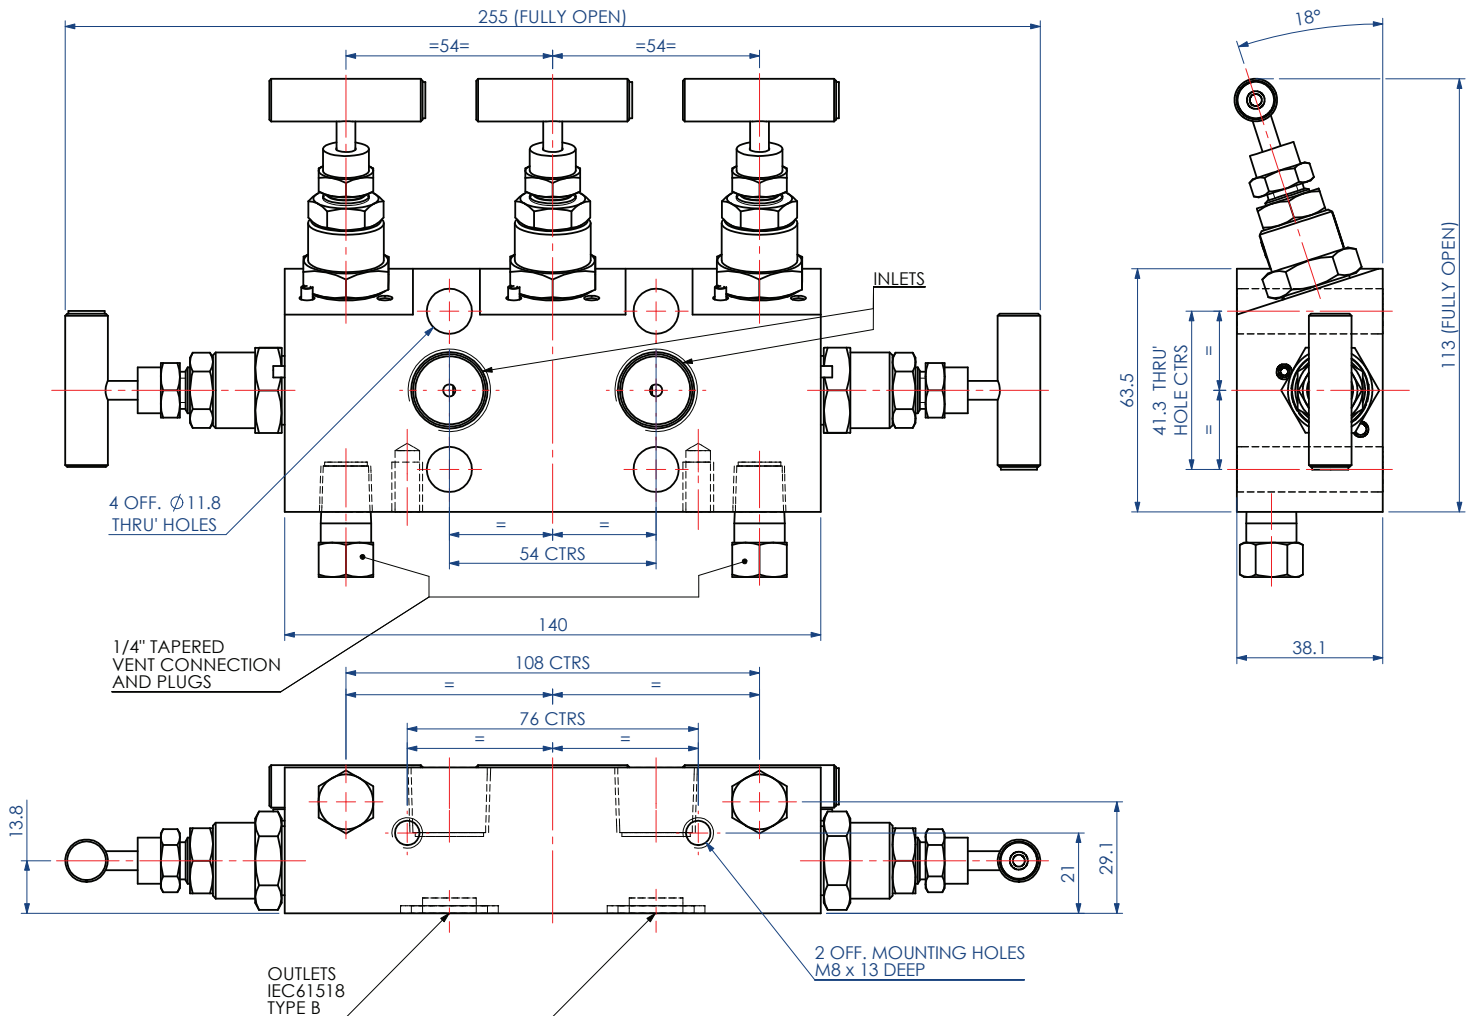 255 (FULLY OPEN)
=54=
=54=
18°
INLETS
113 (FULLY OPEN)
63.5
41.3 THRU'
HOLE CTRS
=
=
4 OFF. ∅11.8
THRU' HOLES
=
=
54 CTRS
140
38.1
1/4" TAPERED
VENT CONNECTION
AND PLUGS
108 CTRS
=
=
76 CTRS
=
=
13.8
21
29.1
2 OFF. MOUNTING HOLES
M8 x 13 DEEP
OUTLETS
IEC61518
TYPE B